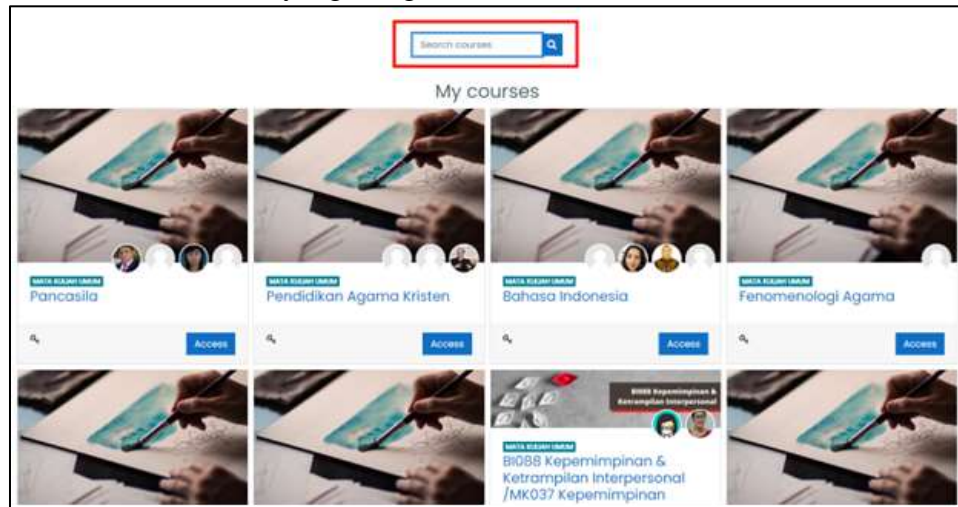 Search courses
My courses
MATA KULIAH UMUM
Pancasila
Access
MATA KULIAH UMUM
Pendidikan Agama Kristen
Access
MATA KULIAH UMUM
Bahasa Indonesia
Access
MATA KULIAH UMUM
Fenomenologi Agama
Access
BI088 Kepemimpinan &
Ketrampilan Interpersonal
MATA KULIAH UMUM
BI088 Kepemimpinan &
Ketrampilan Interpersonal
/MK037 Kepemimpinan